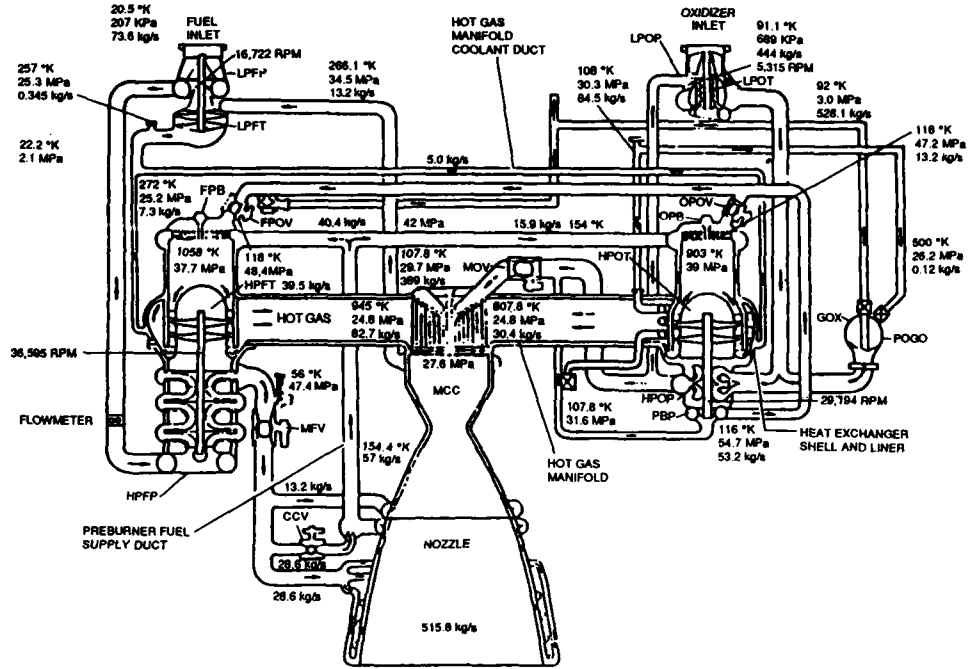 20.5 °K
207 KPa
73.6 kg/s
FUEL
INLET
16,722 RPM
LPFP
LPFT
257 °K
25.3 MPa
0.345 kg/s
266.1 °K
34.5 MPa
13.2 kg/s
HOT GAS
MANIFOLD
COOLANT DUCT
OXIDIZER
INLET
LPOP
91.1 °K
689 KPa
444 kg/s
5,315 RPM
LPOT
108 °K
30.3 MPa
84.5 kg/s
92 °K
3.0 MPa
528.1 kg/s
118 °K
47.2 MPa
13.2 kg/s
22.2 °K
2.1 MPa
5.0 kg/s
272 °K
25.2 MPa
7.3 kg/s
FPB
FPOV
40.4 kg/s
42 MPa
15.9 kg/s
154 °K
OPOV
OPB
1058 °K
37.7 MPa
HPFT
118 °K
48.4 MPa
39.5 kg/s
107.8 °K
29.7 MPa
389 kg/s
MOV
HPOT
903 °K
39 MPa
500 °K
26.2 MPa
0.12 kg/s
HOT GAS
945 °K
24.8 MPa
82.7 kg/s
807.8 °K
24.8 MPa
30.4 kg/s
GOX
POGO
36,595 RPM
27.6 MPa
MCC
56 °K
47.4 MPa
FLOWMETER
MFV
HPOP
PBP
29,194 RPM
107.8 °K
31.6 MPa
116 °K
54.7 MPa
53.2 kg/s
HEAT EXCHANGER
SHELL AND LINER
154.4 °K
57 kg/s
HOT GAS
MANIFOLD
HPFP
13.2 kg/s
PREBURNER FUEL
SUPPLY DUCT
CCV
NOZZLE
28.6 kg/s
28.6 kg/s
515.8 kg/s